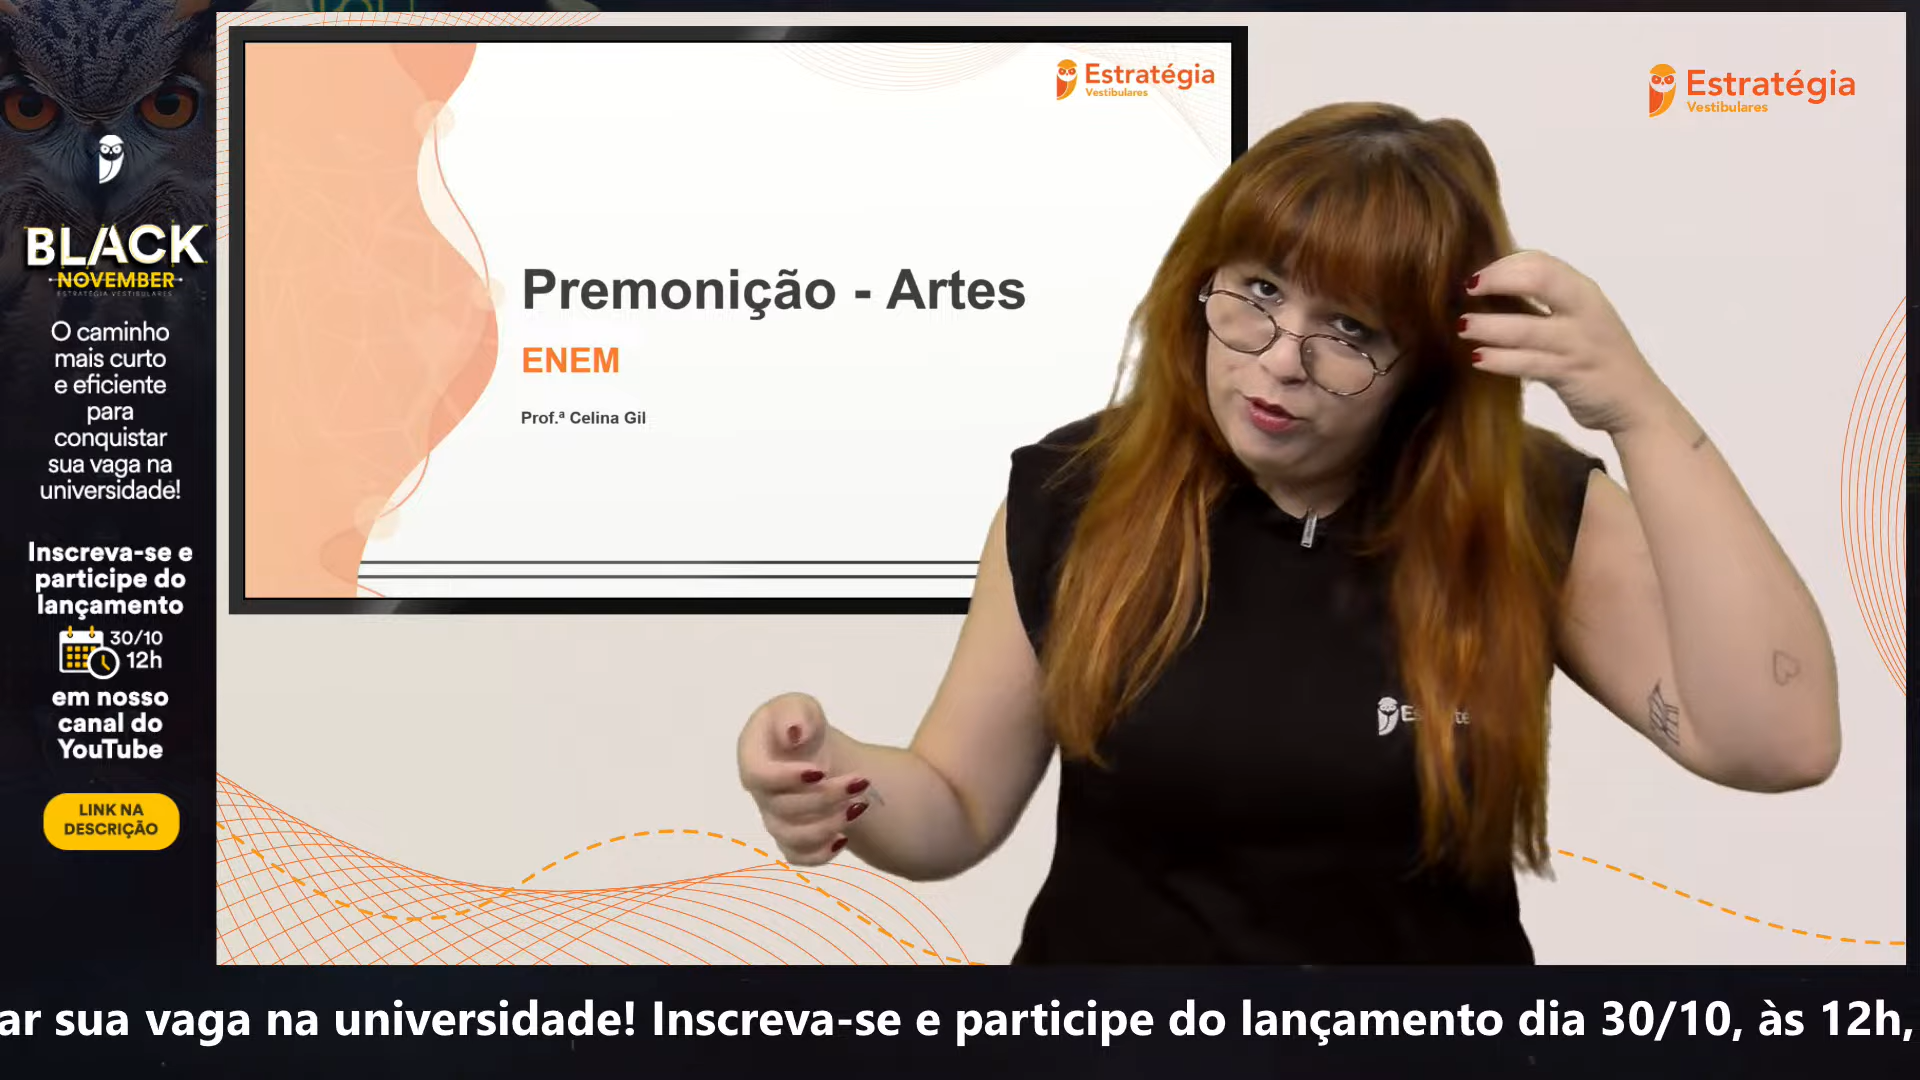 BLACK
NOVEMBER
ESTRATÉGIA VESTIBULARES
O caminho
mais curto
e eficiente
para
conquistar
sua vaga na
universidade!
Inscreva-se e
participe do
lançamento
30/10
12h
em nosso
canal do
YouTube
LINK NA
DESCRIÇÃO
Estratégia
Vestibulares
Premonição - Artes
ENEM
Prof.ª Celina Gil
Estratégia
Vestibulares
ar sua vaga na universidade! Inscreva-se e participe do lançamento dia 30/10, às 12h,